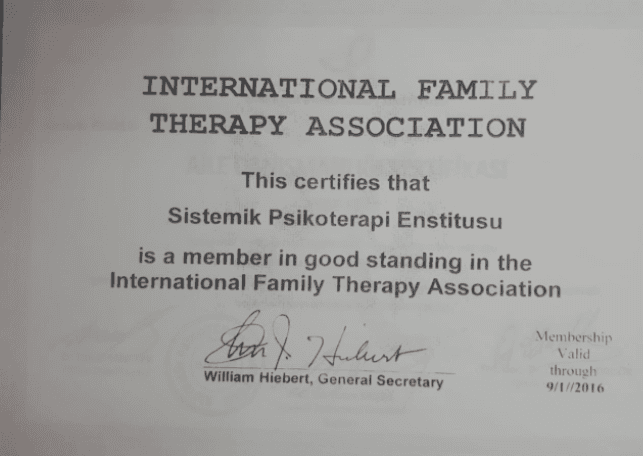 INTERNATIONAL FAMILY
THERAPY ASSOCIATION
This certifies that
Sistemik Psikoterapi Enstitusu
is a member in good standing in the
International Family Therapy Association
William Hiebert, General Secretary
Membership
Valid
through
9/1//2016